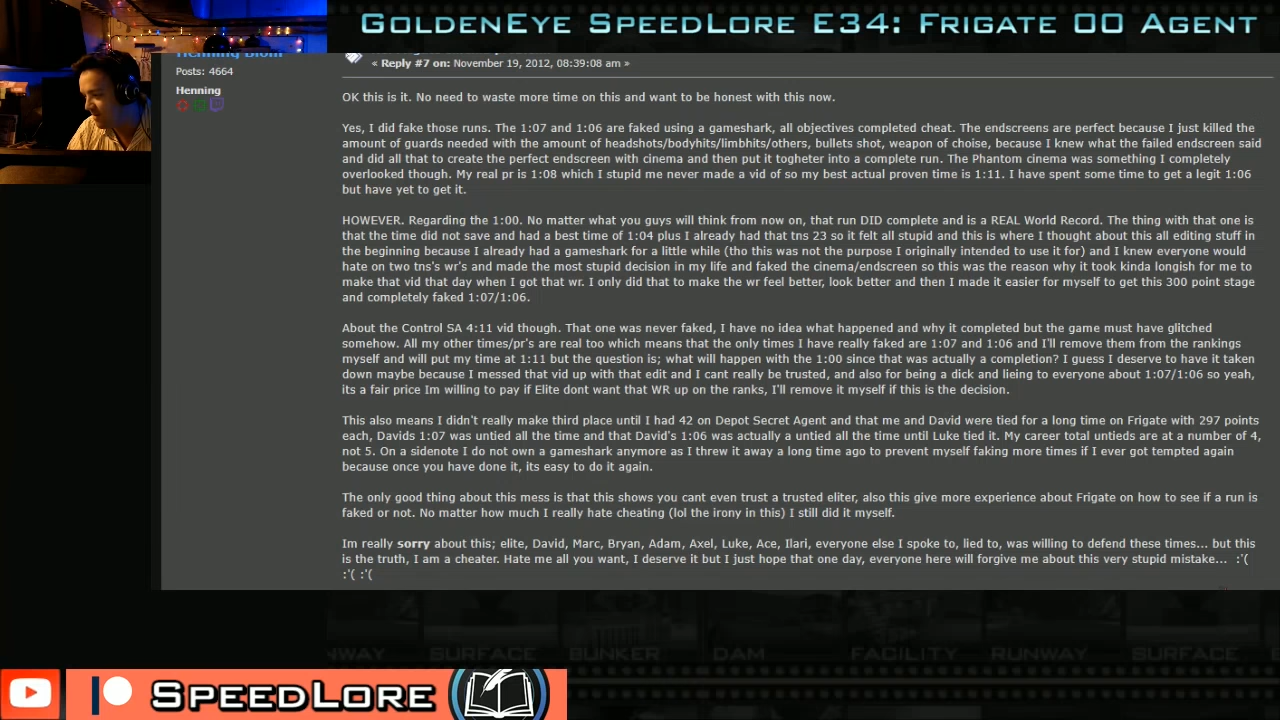 GOLDENEYE SPEEDLORE E34: FRIGATE 00 AGENT
Henning Blom
« Reply #7 on: November 19, 2012, 08:39:08 am »
Posts: 4664
Henning
OK this is it. No need to waste more time on this and want to be honest with this now.
Yes, I did fake those runs. The 1:07 and 1:06 are faked using a gameshark, all objectives completed cheat. The endscreens are perfect because I just killed the
amount of guards needed with the amount of headshots/bodyhits/limbhits/others, bullets shot, weapon of choise, because I knew what the failed endscreen said
and did all that to create the perfect endscreen with cinema and then put it togheter into a complete run. The Phantom cinema was something I completely
overlooked though. My real pr is 1:08 which I stupid me never made a vid of so my best actual proven time is 1:11. I have spent some time to get a legit 1:06
but have yet to get it.
HOWEVER. Regarding the 1:00. No matter what you guys will think from now on, that run DID complete and is a REAL World Record. The thing with that one is
that the time did not save and had a best time of 1:04 plus I already had that tns 23 so it felt all stupid and this is where I thought about this all editing stuff in
the beginning because I already had a gameshark for a little while (tho this was not the purpose I originally intended to use it for) and I knew everyone would
hate on two tns's wr's and made the most stupid decision in my life and faked the cinema/endscreen so this was the reason why it took kinda longish for me to
make that vid that day when I got that wr. I only did that to make the wr feel better, look better and then I made it easier for myself to get this 300 point stage
and completely faked 1:07/1:06.
About the Control SA 4:11 vid though. That one was never faked, I have no idea what happened and why it completed but the game must have glitched
somehow. All my other times/pr's are real too which means that the only times I have really faked are 1:07 and 1:06 and I'll remove them from the rankings
myself and will put my time at 1:11 but the question is; what will happen with the 1:00 since that was actually a completion? I guess I deserve to have it taken
down maybe because I messed that vid up with that edit and I cant really be trusted, and also for being a dick and lieing to everyone about 1:07/1:06 so yeah,
its a fair price Im willing to pay if Elite dont want that WR up on the ranks, I'll remove it myself if this is the decision.
This also means I didn't really make third place until I had 42 on Depot Secret Agent and that me and David were tied for a long time on Frigate with 297 points
each, Davids 1:07 was untied all the time and that David's 1:06 was actually a untied all the time until Luke tied it. My career total untieds are at a number of 4,
not 5. On a sidenote I do not own a gameshark anymore as I threw it away a long time ago to prevent myself faking more times if I ever got tempted again
because once you have done it, its easy to do it again.
The only good thing about this mess is that this shows you cant even trust a trusted eliter, also this give more experience about Frigate on how to see if a run is
faked or not. No matter how much I really hate cheating (lol the irony in this) I still did it myself.
Im really sorry about this; elite, David, Marc, Bryan, Adam, Axel, Luke, Ace, Ilari, everyone else I spoke to, lied to, was willing to defend these times... but this
is the truth, I am a cheater. Hate me all you want, I deserve it but I just hope that one day, everyone here will forgive me about this very stupid mistake... :'(
:'( :'(
NWAY SURFACE BUNKER DAM FACILITY RUNWAY SURFACE
SPEEDLORE